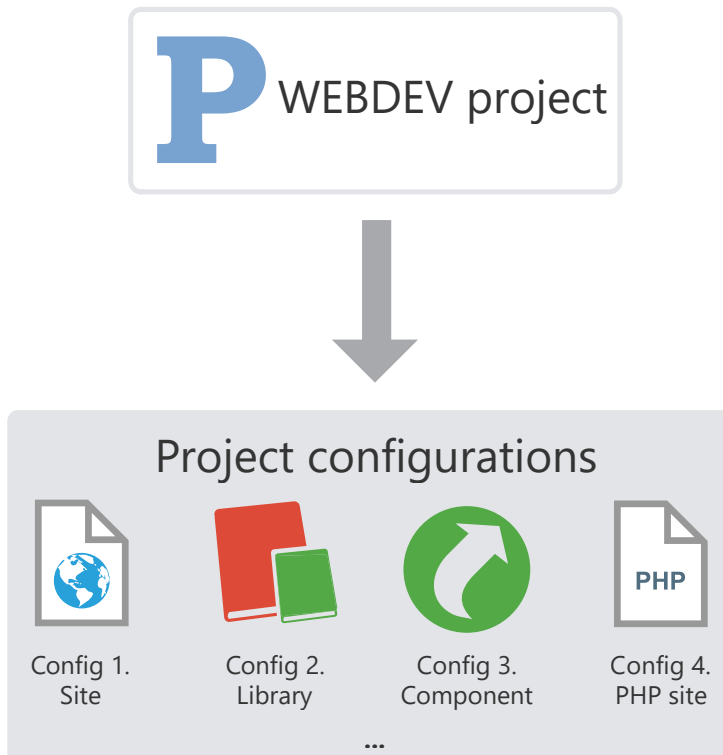 P WEBDEV project
Project configurations
PHP
Config 1.
Site
Config 2.
Library
Config 3.
Component
Config 4.
PHP site
...